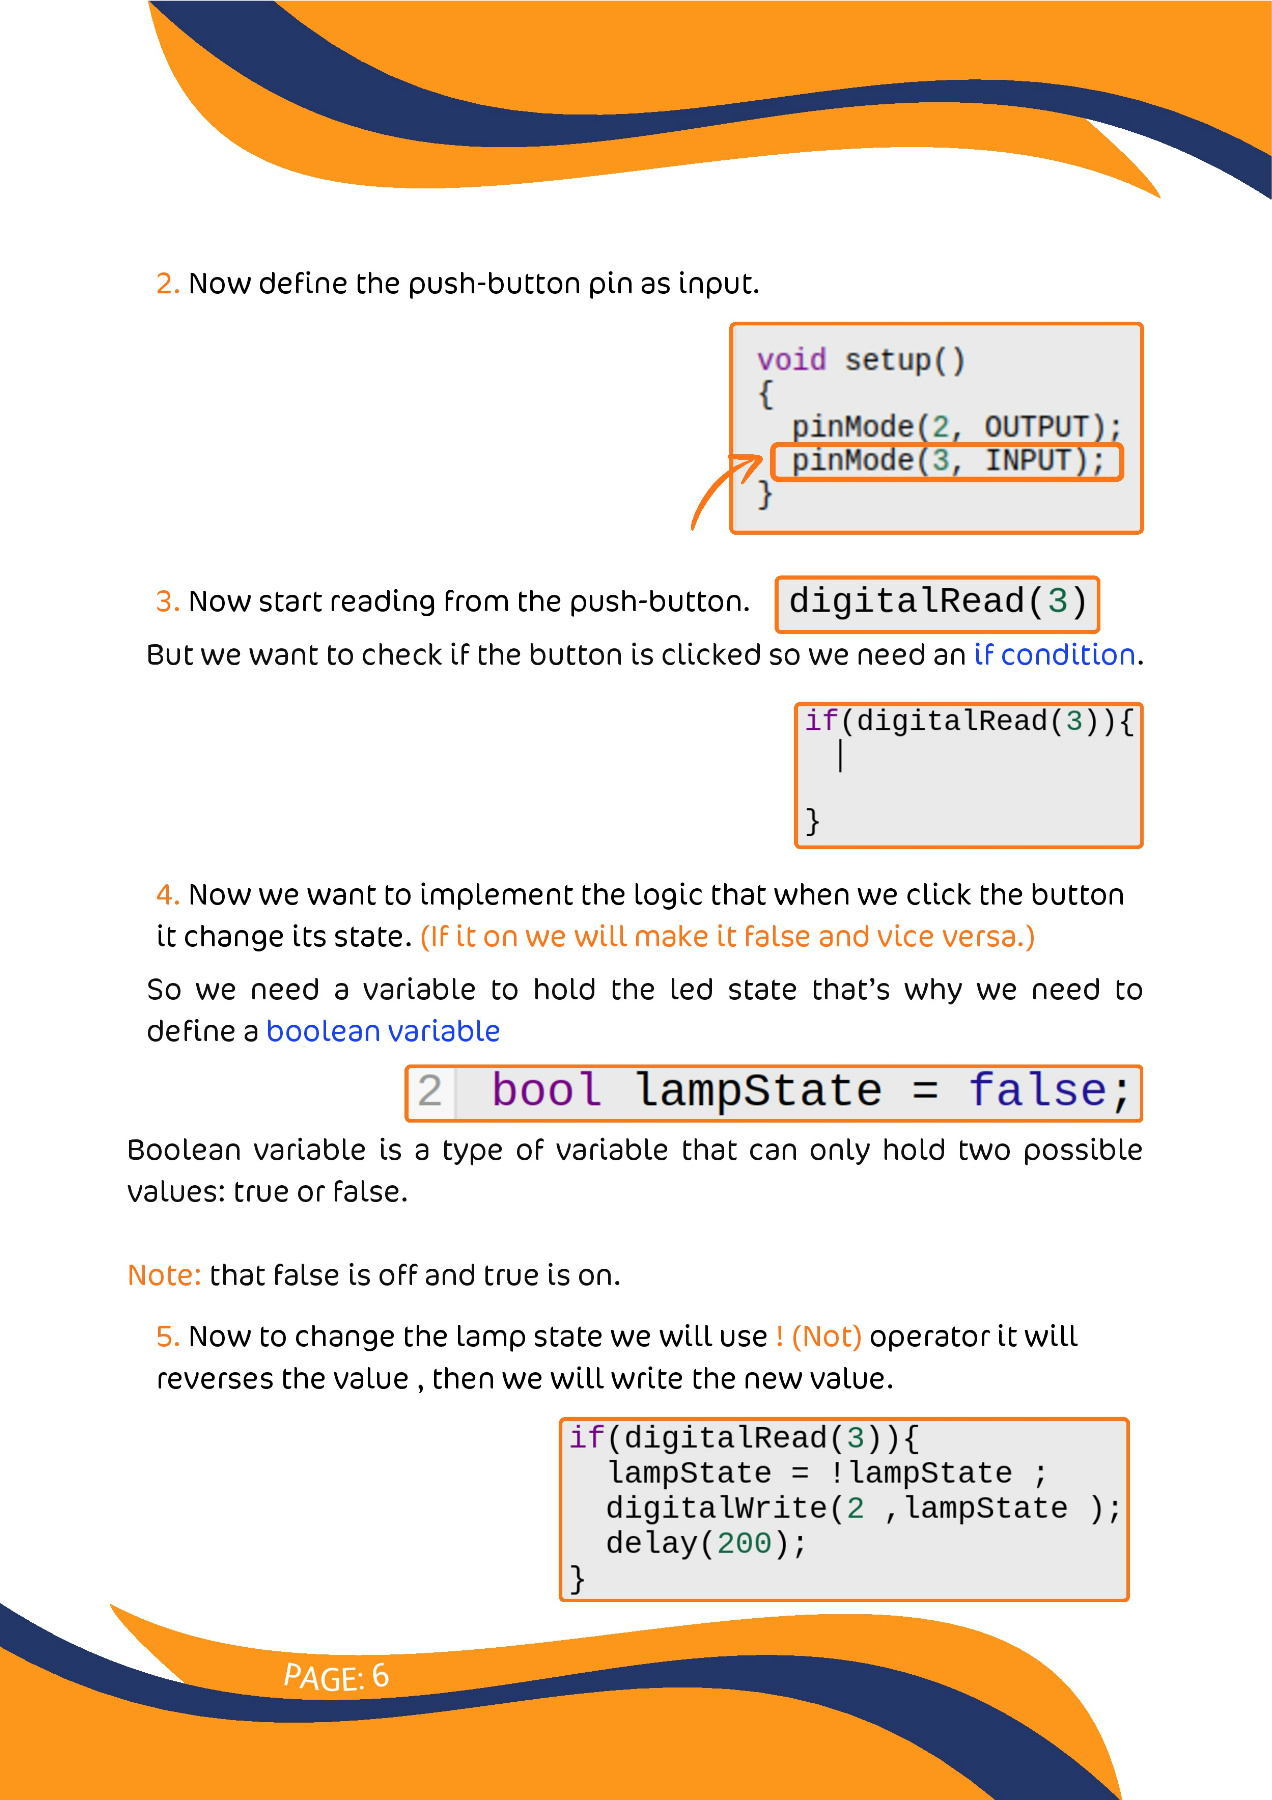 2. Now define the push-button pin as input.
void setup()
{
  pinMode(2, OUTPUT);
  pinMode(3, INPUT);
}
3. Now start reading from the push-button.
digitalRead(3)
But we want to check if the button is clicked so we need an if condition.
if(digitalRead(3)){
}
4. Now we want to implement the logic that when we click the button
it change its state. (If it on we will make it false and vice versa.)
So we need a variable to hold the led state that's why we need to
define a boolean variable
2 bool lampState = false;
Boolean variable is a type of variable that can only hold two possible
values: true or false.
Note: that false is off and true is on.
5. Now to change the lamp state we will use ! (Not) operator it will
reverses the value , then we will write the new value.
if(digitalRead(3)){
  lampState = !lampState ;
  digitalWrite(2 ,lampState );
  delay(200);
}
PAGE: 6